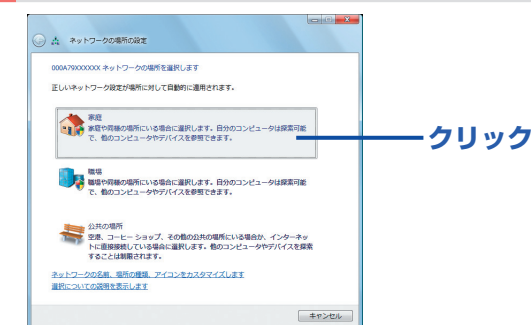 ネットワークの場所の設定
000A79XXXXXX ネットワークの場所を選択します
正しいネットワーク設定が場所に対して自動的に適用されます。
家庭
家庭や同様の場所にいる場合に選択します。自分のコンピュータは探索可能
で、他のコンピュータやデバイスを参照できます。
クリック
職場
職場や同様の場所にいる場合に選択します。自分のコンピュータは探索可能
で、他のコンピュータやデバイスを参照できます。
公共の場所
空港、コーヒー ショップ、その他の公共の場所にいる場合か、インターネッ
トに直接接続している場合に選択します。他のコンピュータやデバイスを探索
することは制限されます。
ネットワークの名前、場所の種類、アイコンをカスタマイズします
選択についての説明を表示します
キャンセル